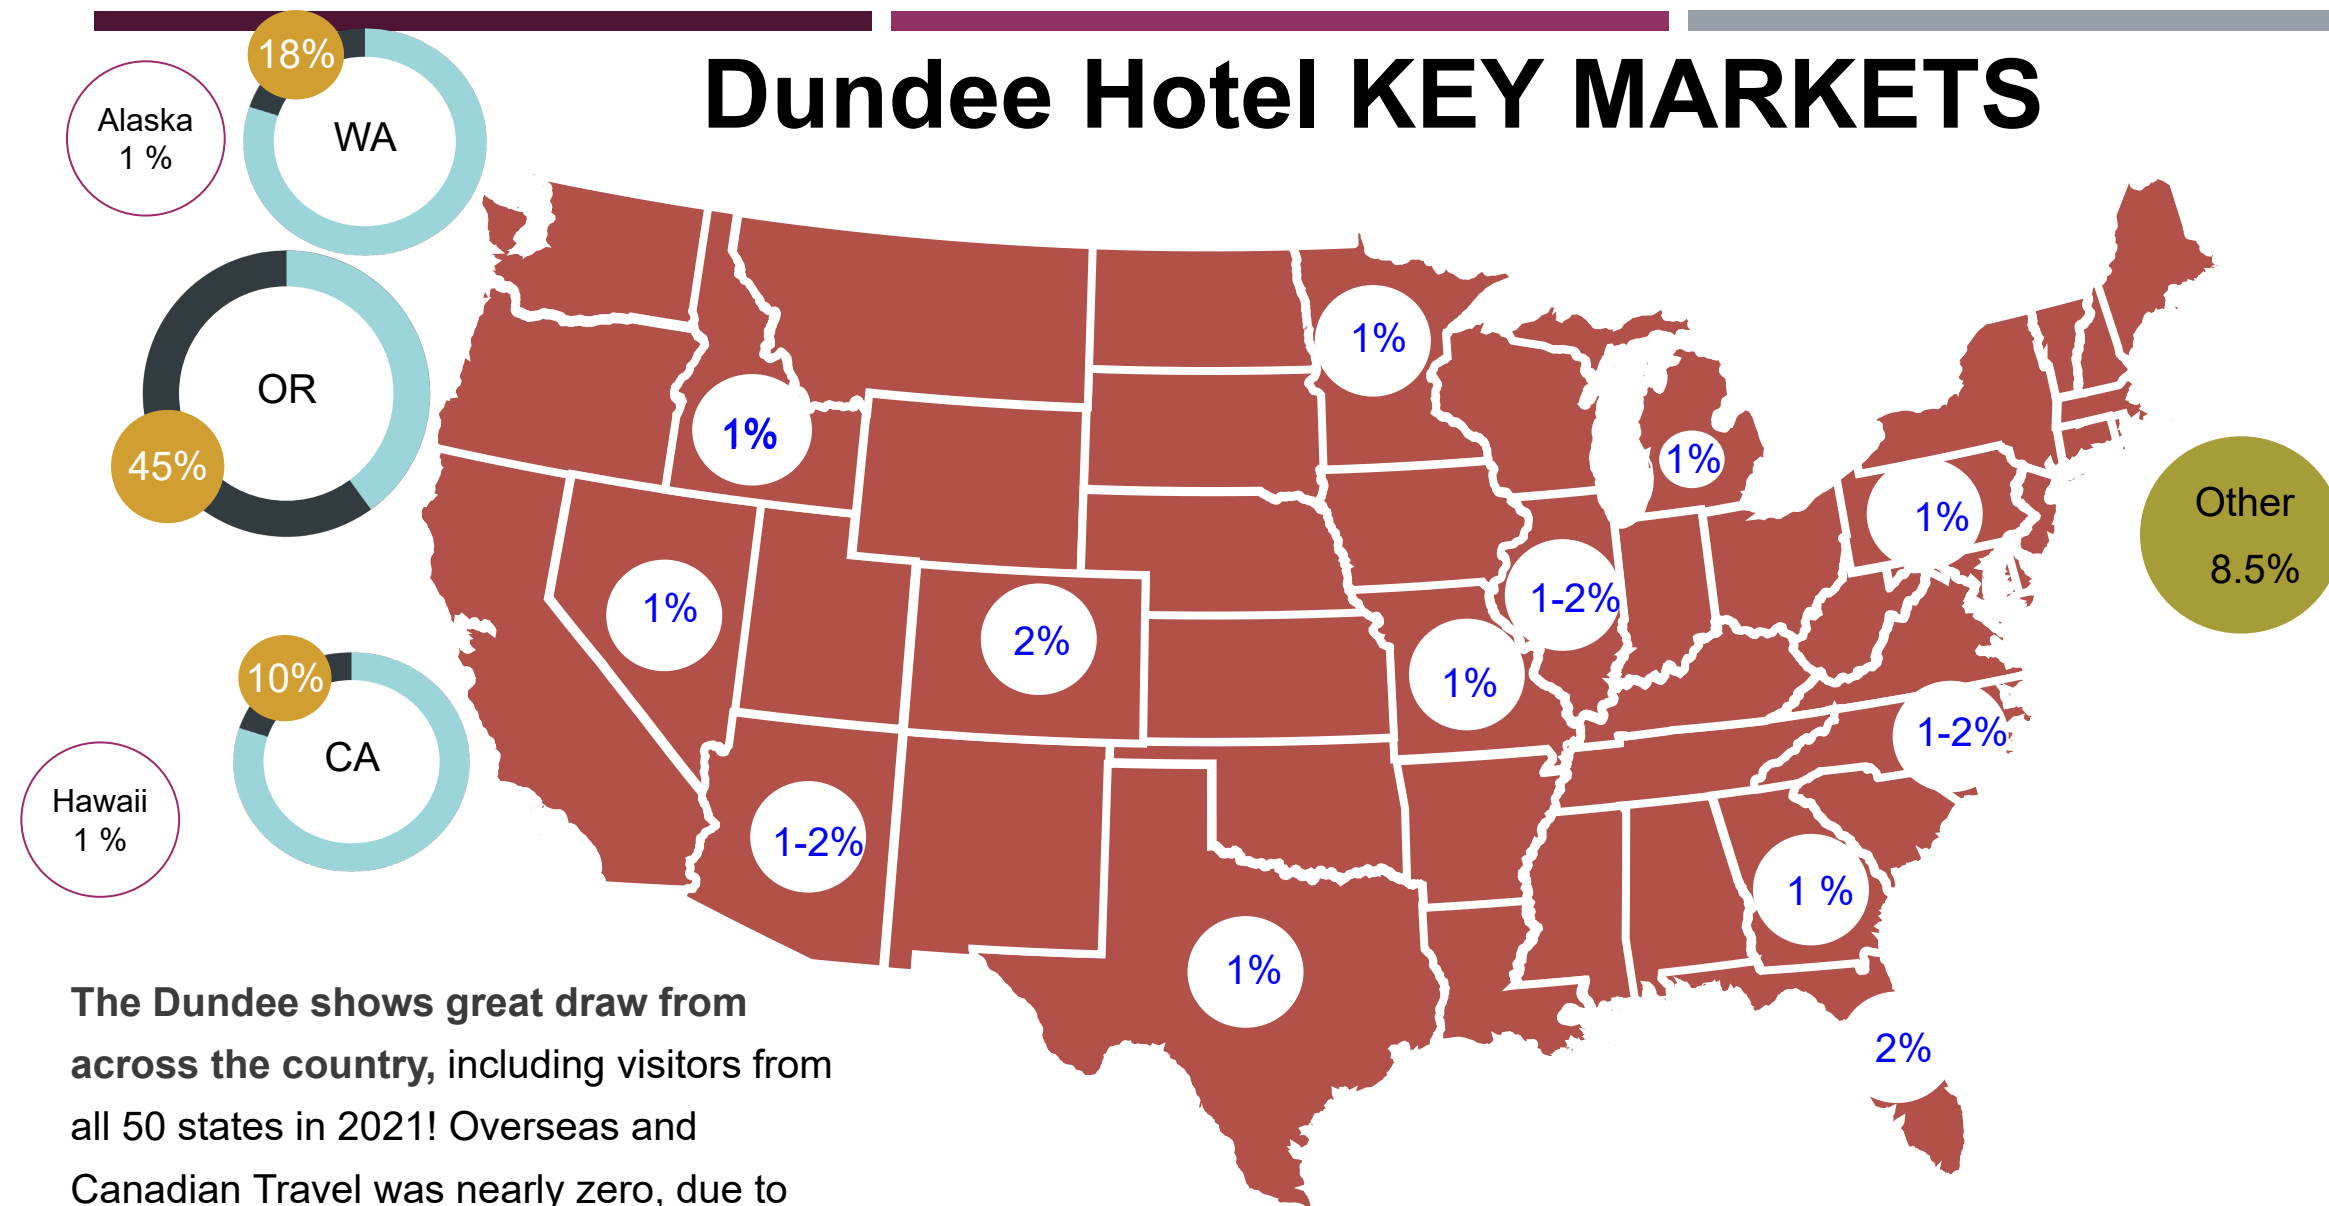 Dundee Hotel KEY MARKETS
18%
WA
Alaska
1 %
OR
45%
10%
CA
Hawaii
1 %
1%
1%
1%
1%
Other
8.5%
1%
2%
1-2%
1%
1-2%
1-2%
1 %
1%
2%
The Dundee shows great draw from
across the country, including visitors from
all 50 states in 2021! Overseas and
Canadian Travel was nearly zero, due to